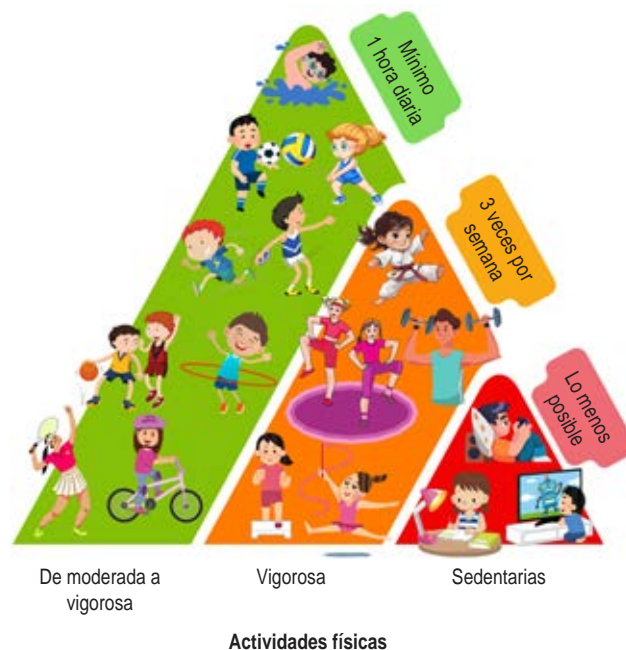 Mínimo
1 hora diaria
3 veces por
semana
Lo menos
posible
De moderada a
vigorosa
Vigorosa
Sedentarias
Actividades físicas